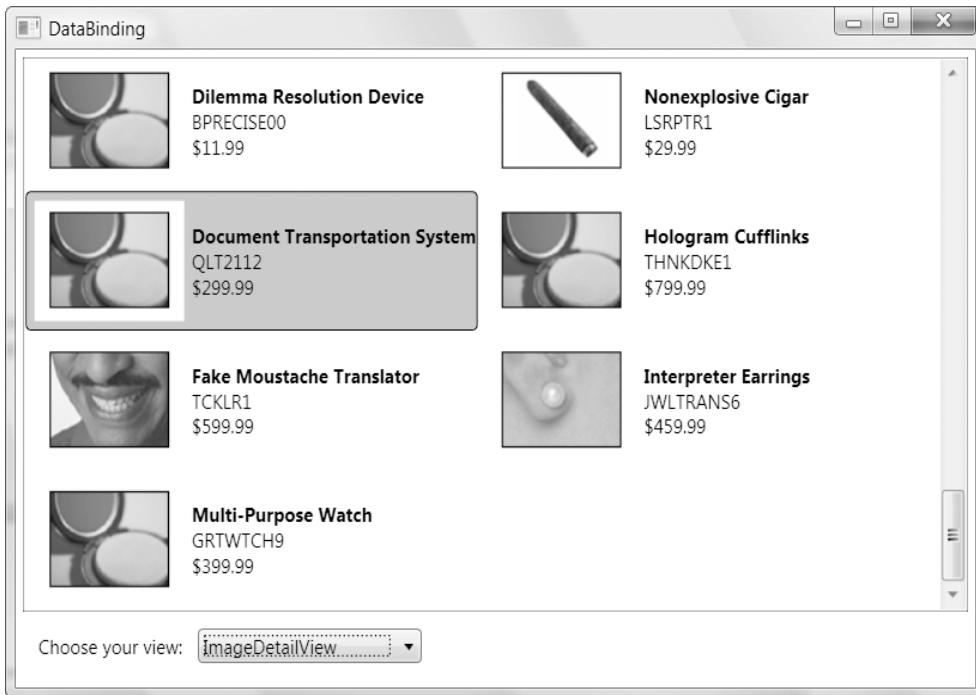 DataBinding
Dilemma Resolution Device
BPRECISE00
$11.99
Nonexplosive Cigar
LSRPTR1
$29.99
Document Transportation System
QLT2112
$299.99
Hologram Cufflinks
THNKDKE1
$799.99
Fake Moustache Translator
TCKLR1
$599.99
Interpreter Earrings
JWLTRANS6
$459.99
Multi-Purpose Watch
GRTWTCH9
$399.99
Choose your view:
ImageDetailView